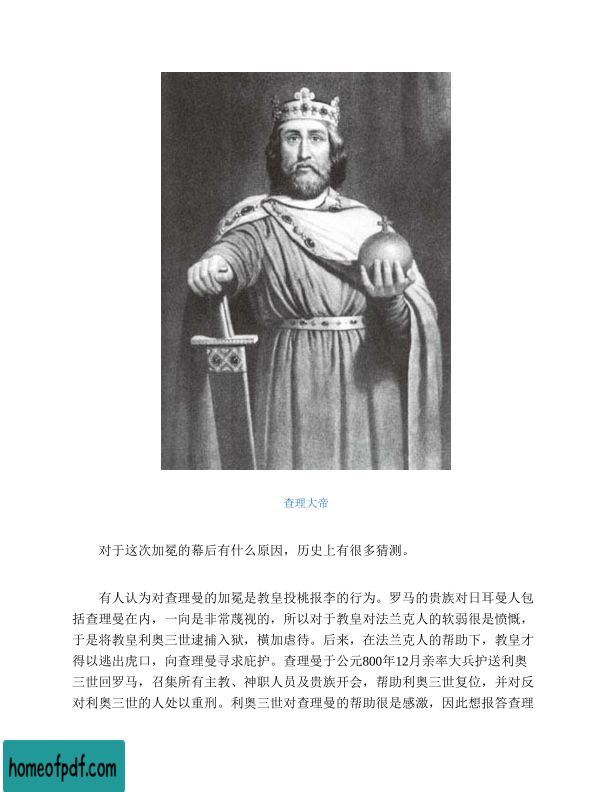 查理大帝
对于这次加冕的幕后有什么原因，历史上有很多猜测。
有人认为对查理曼的加冕是教皇投桃报李的行为。罗马的贵族对日耳曼人包
括查理曼在内，一向是非常蔑视的，所以对于教皇对法兰克人的软弱很是愤慨，
于是将教皇利奥三世逮捕入狱，横加虐待。后来，在法兰克人的帮助下，教皇才
得以逃出虎口，向查理曼寻求庇护。查理曼于公元800年12月亲率大兵护送利奥
三世回罗马，召集所有主教、神职人员及贵族开会，帮助利奥三世复位，并对反
对利奥三世的人处以重刑。利奥三世对查理曼的帮助很是感激，因此想报答查理
homeofpdf.com